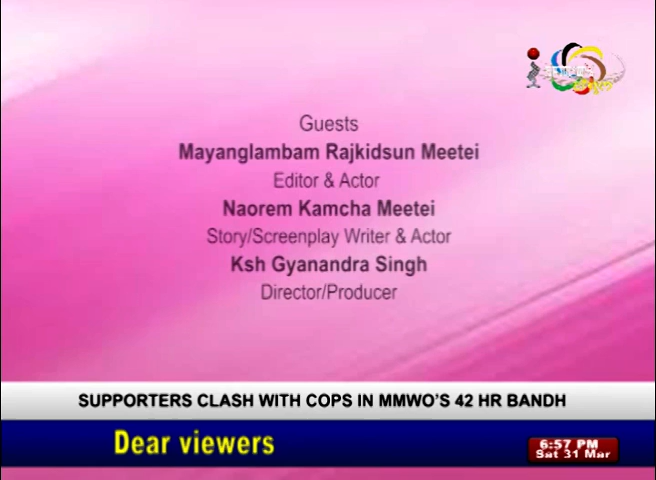 Guests
Mayanglambam Rajkidsun Meetei
Editor & Actor
Naorem Kamcha Meetei
Story/Screenplay Writer & Actor
Ksh Gyanandra Singh
Director/Producer
SUPPORTERS CLASH WITH COPS IN MMWO'S 42 HR BANDH
Dear viewers
6:57 PM
Sat 31 Mar